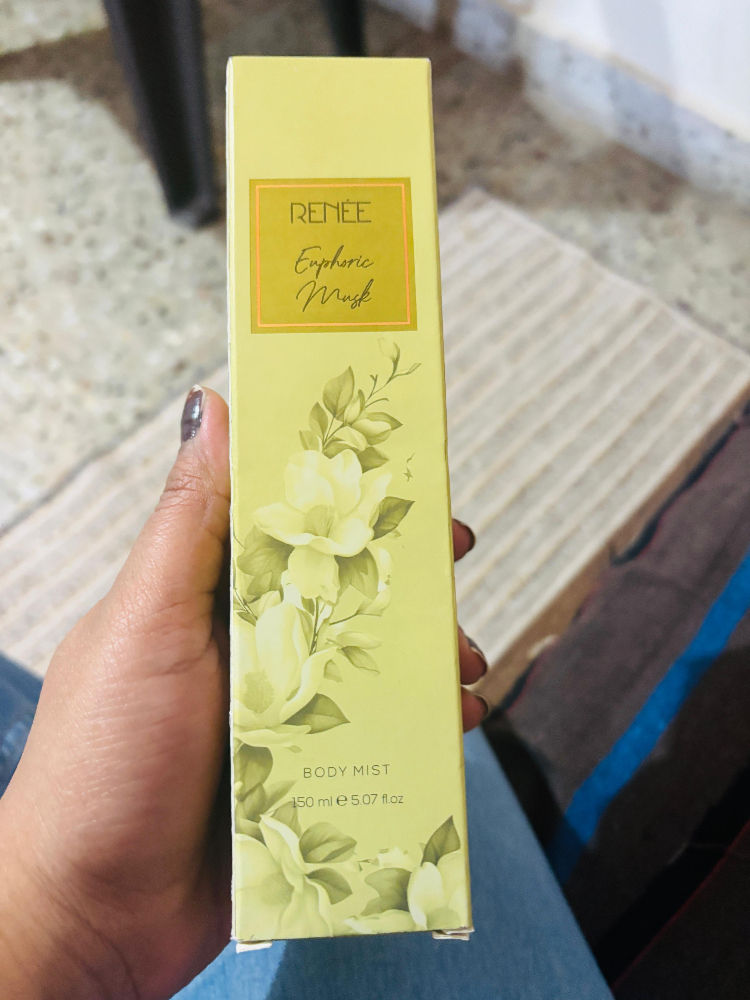 RENÉE
Euphoric
Musk
BODY MIST
150 ml ℮ 5.07 fl.oz